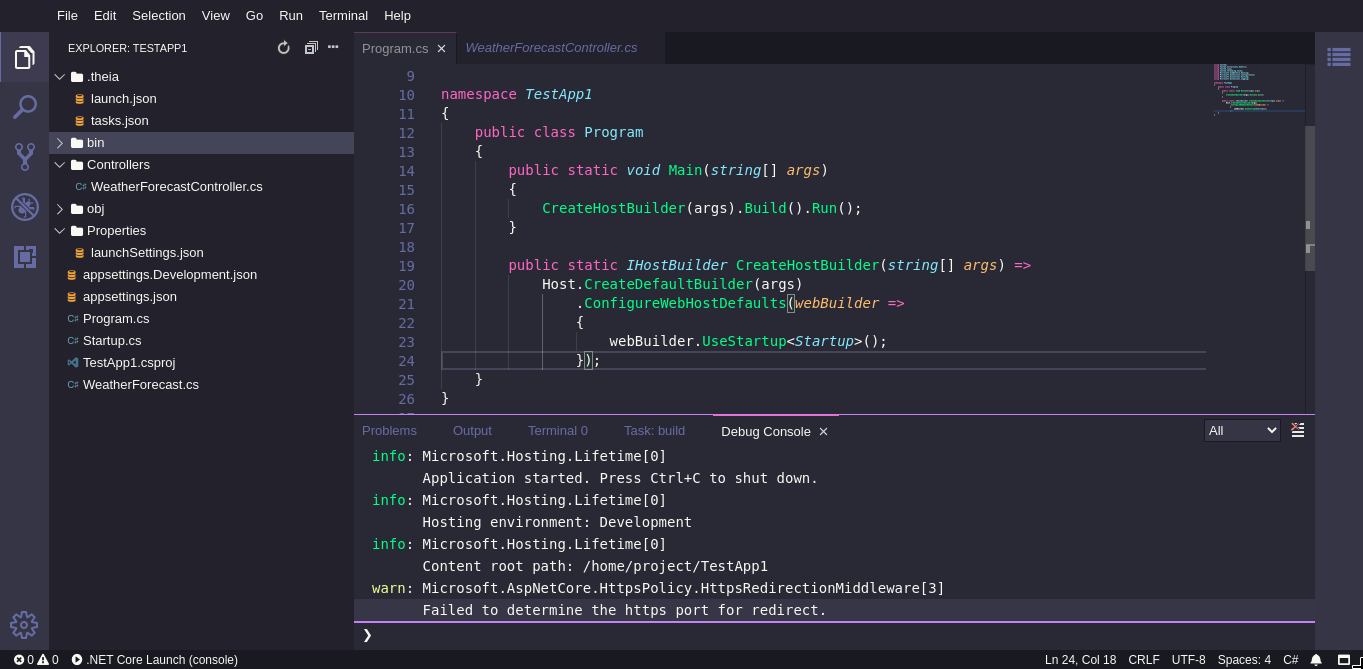 File Edit Selection View Go Run Terminal Help
EXPLORER: TESTAPP1
.theia
launch.json
tasks.json
bin
Controllers
C# WeatherForecastController.cs
obj
Properties
launchSettings.json
appsettings.Development.json
appsettings.json
C# Program.cs
C# Startup.cs
TestApp1.csproj
C# WeatherForecast.cs
Program.cs WeatherForecastController.cs
9
10 namespace TestApp1
11 {
12     public class Program
13     {
14         public static void Main(string[] args)
15         {
16             CreateHostBuilder(args).Build().Run();
17         }
18
19         public static IHostBuilder CreateHostBuilder(string[] args) =>
20             Host.CreateDefaultBuilder(args)
21                 .ConfigureWebHostDefaults(webBuilder =>
22                 {
23                     webBuilder.UseStartup<Startup>();
24                 });
25     }
26 }
Problems Output Terminal 0 Task: build Debug Console All
info: Microsoft.Hosting.Lifetime[0]
      Application started. Press Ctrl+C to shut down.
info: Microsoft.Hosting.Lifetime[0]
      Hosting environment: Development
info: Microsoft.Hosting.Lifetime[0]
      Content root path: /home/project/TestApp1
warn: Microsoft.AspNetCore.HttpsPolicy.HttpsRedirectionMiddleware[3]
      Failed to determine the https port for redirect.
❯
0 0 .NET Core Launch (console) Ln 24, Col 18 CRLF UTF-8 Spaces: 4 C#